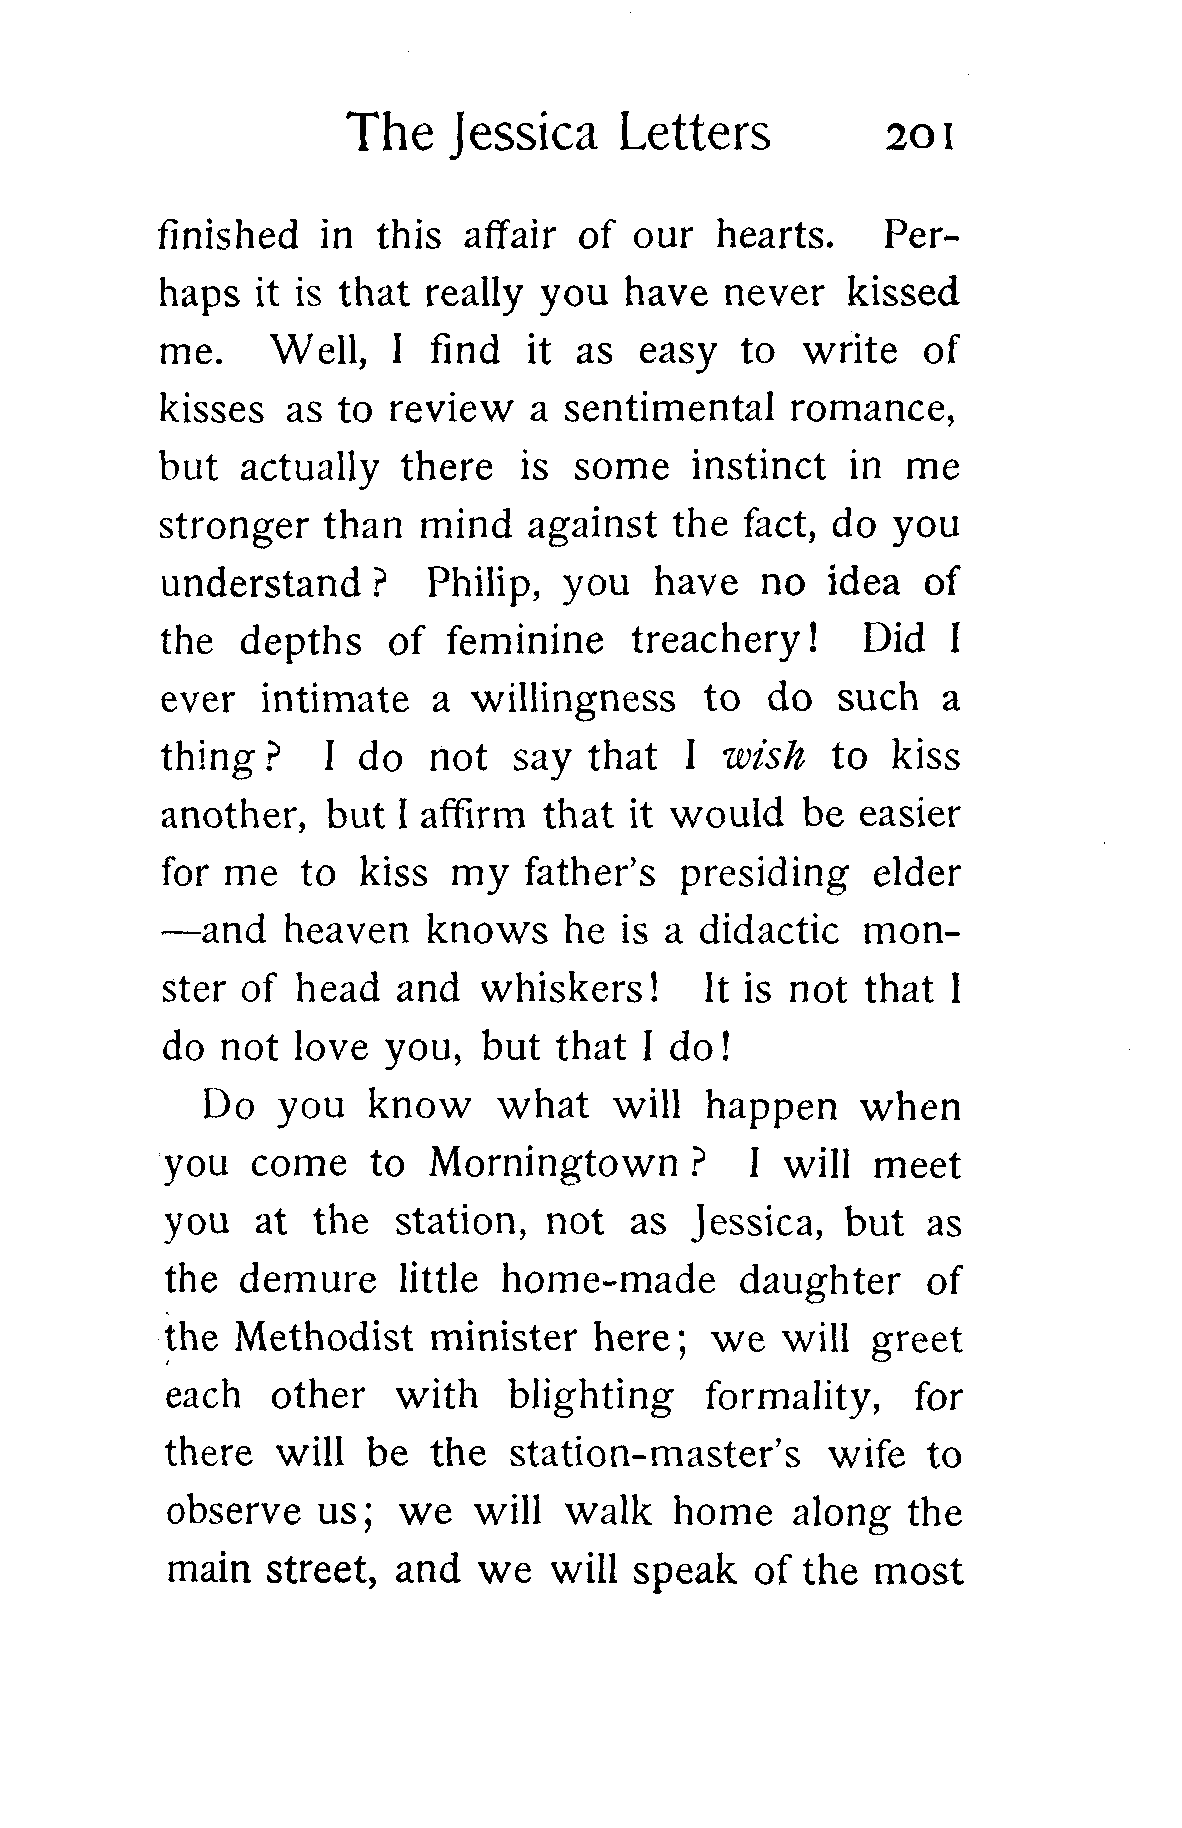 The Jessica Letters 201
finished in this affair of our hearts. Per-
haps it is that really you have never kissed
me. Well, I find it as easy to write of
kisses as to review a sentimental romance,
but actually there is some instinct in me
stronger than mind against the fact, do you
understand ? Philip, you have no idea of
the depths of feminine treachery! Did I
ever intimate a willingness to do such a
thing ? I do not say that I wish to kiss
another, but I affirm that it would be easier
for me to kiss my father's presiding elder
—and heaven knows he is a didactic mon-
ster of head and whiskers! It is not that I
do not love you, but that I do!
Do you know what will happen when
you come to Morningtown ? I will meet
you at the station, not as Jessica, but as
the demure little home-made daughter of
the Methodist minister here; we will greet
each other with blighting formality, for
there will be the station-master's wife to
observe us; we will walk home along the
main street, and we will speak of the most